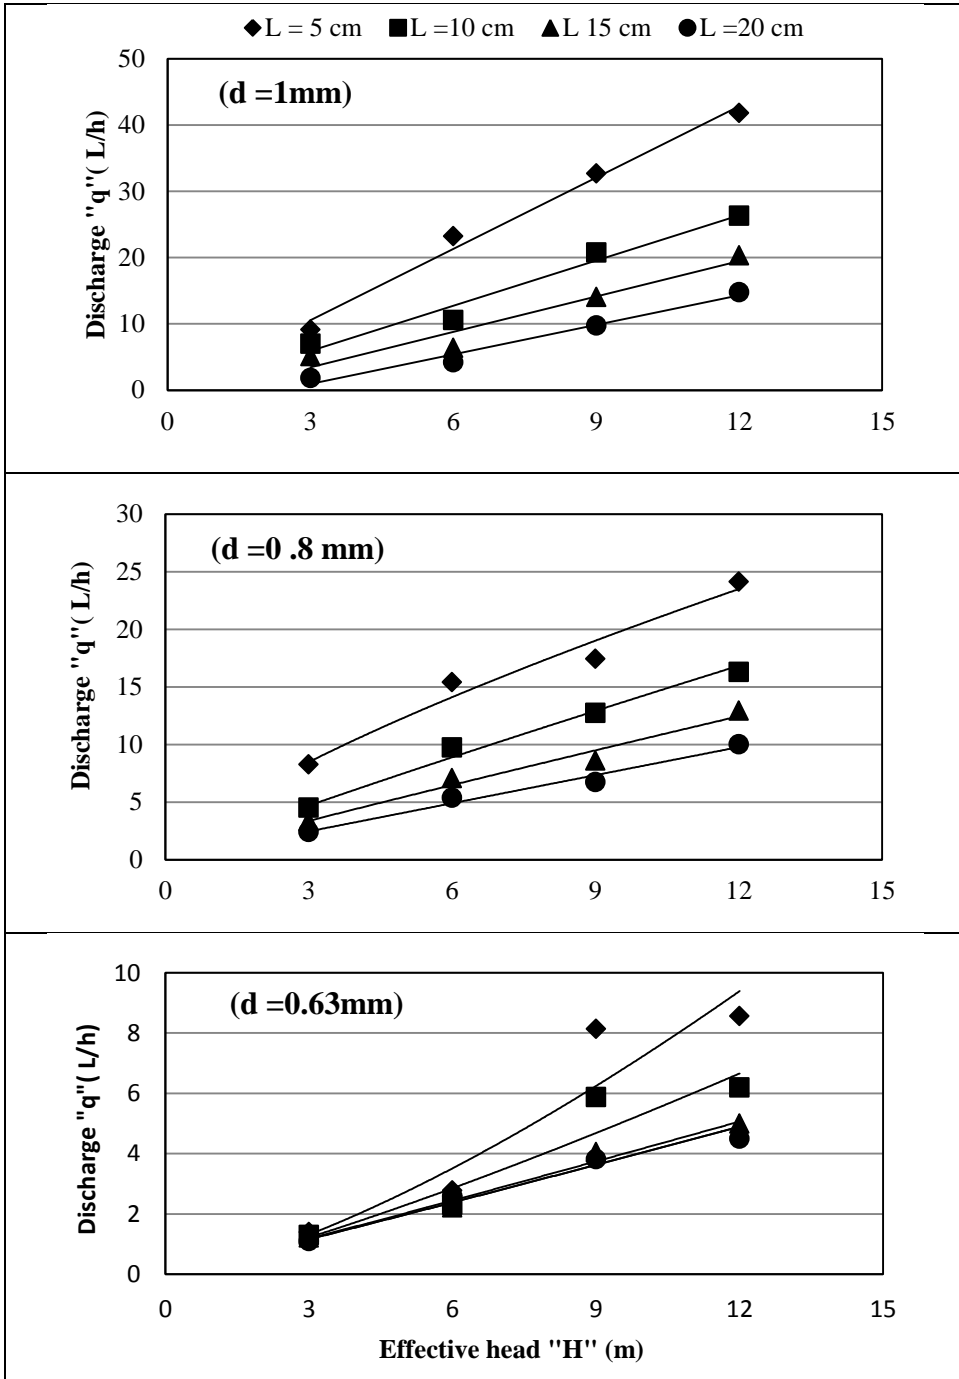 L = 5 cm L =10 cm L 15 cm L =20 cm
50
40
30
20
10
0
(d =1mm)
Discharge "q"( L/h)
0 3 6 9 12 15
30
25
20
15
10
5
0
(d =0 .8 mm)
Discharge "q"( L/h)
0 3 6 9 12 15
10
8
6
4
2
0
(d =0.63mm)
Discharge "q"( L/h)
0 3 6 9 12 15
Effective head "H" (m)